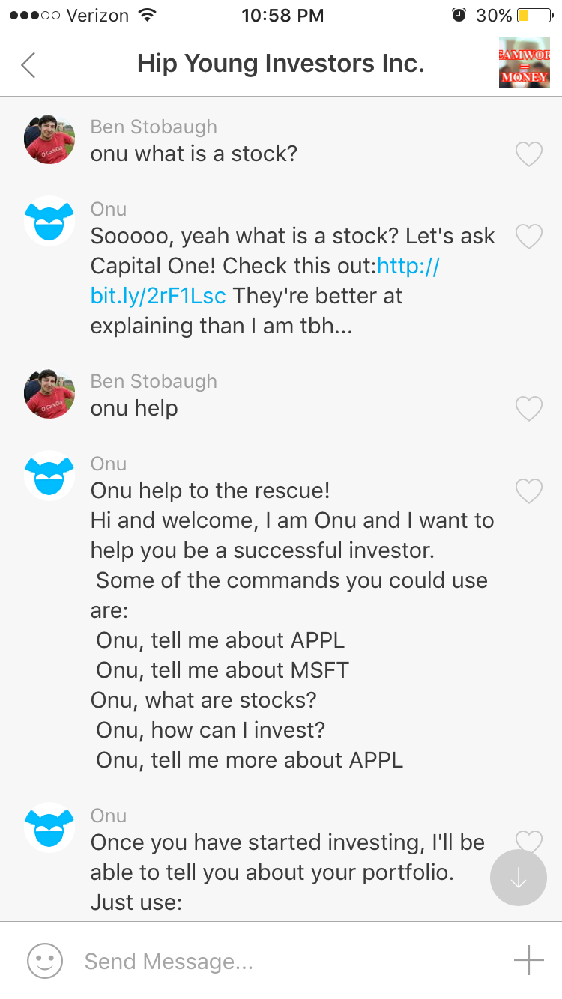 Verizon 10:58 PM 30%
Hip Young Investors Inc.
EAMWOR
=
MONEY
Ben Stobaugh
onu what is a stock?
Onu
Sooooo, yeah what is a stock? Let's ask
Capital One! Check this out:http://
bit.ly/2rF1Lsc They're better at
explaining than I am tbh...
Ben Stobaugh
onu help
Onu
Onu help to the rescue!
Hi and welcome, I am Onu and I want to
help you be a successful investor.
Some of the commands you could use
are:
Onu, tell me about APPL
Onu, tell me about MSFT
Onu, what are stocks?
Onu, how can I invest?
Onu, tell me more about APPL
Onu
Once you have started investing, I'll be
able to tell you about your portfolio.
Just use:
Send Message...